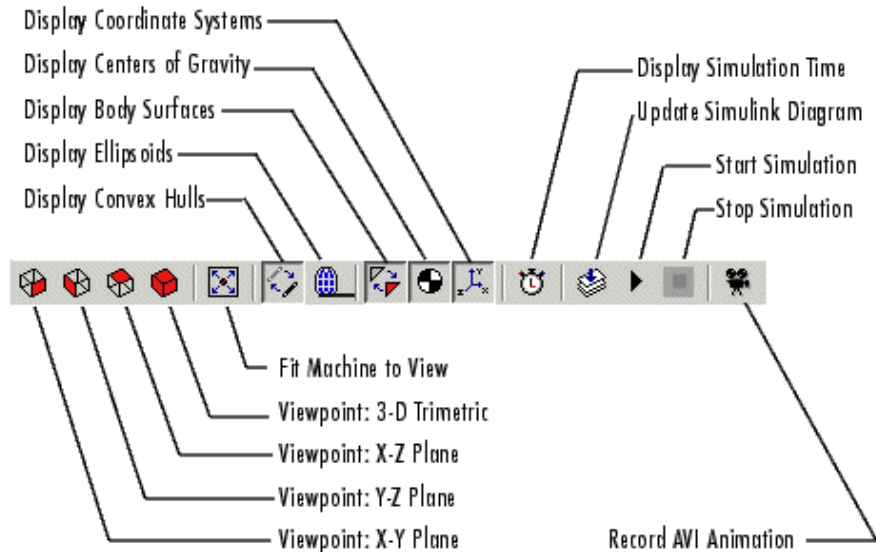 Display Coordinate Systems
Display Centers of Gravity
Display Body Surfaces
Display Ellipsoids
Display Convex Hulls
Display Simulation Time
Update Simulink Diagram
Start Simulation
Stop Simulation
Y
Z
X
Fit Machine to View
Viewpoint: 3-D Trimetric
Viewpoint: X-Z Plane
Viewpoint: Y-Z Plane
Viewpoint: X-Y Plane
Record AVI Animation